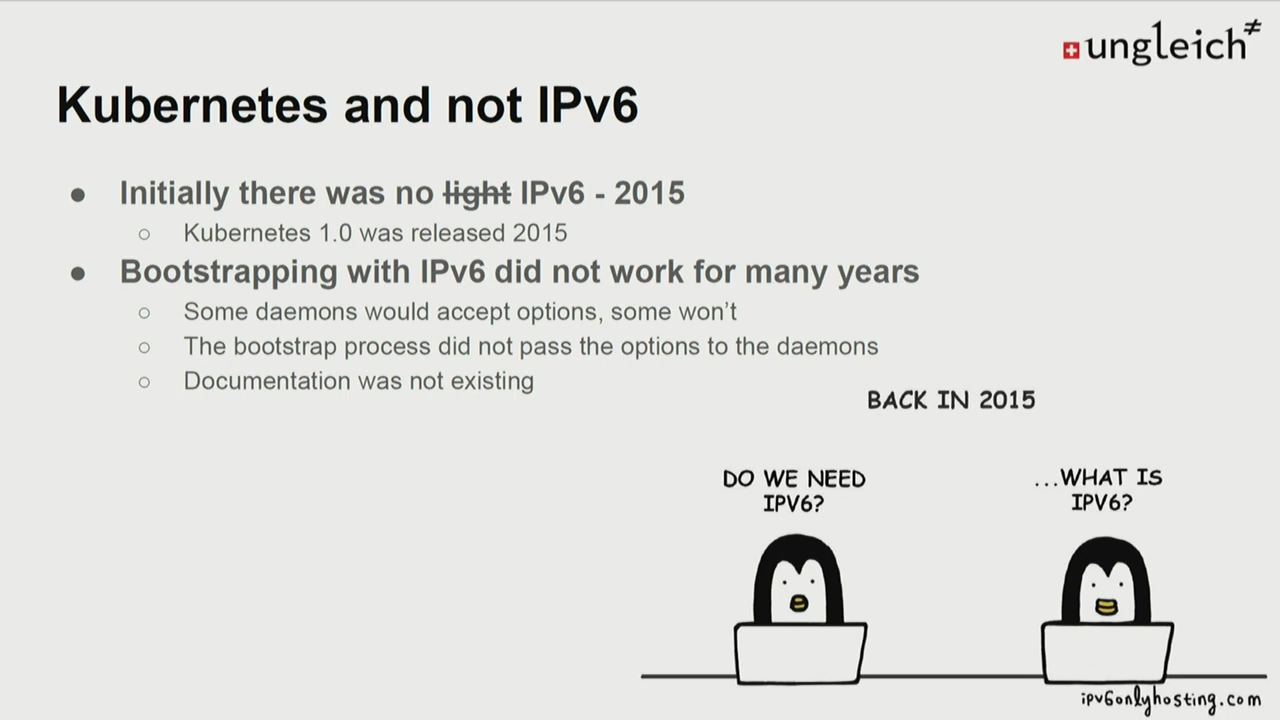 ungleich≠
Kubernetes and not IPv6
● Initially there was no light IPv6 - 2015
○ Kubernetes 1.0 was released 2015
● Bootstrapping with IPv6 did not work for many years
○ Some daemons would accept options, some won’t
○ The bootstrap process did not pass the options to the daemons
○ Documentation was not existing
BACK IN 2015
DO WE NEED
IPV6?
...WHAT IS
IPV6?
ipv6onlyhosting.com